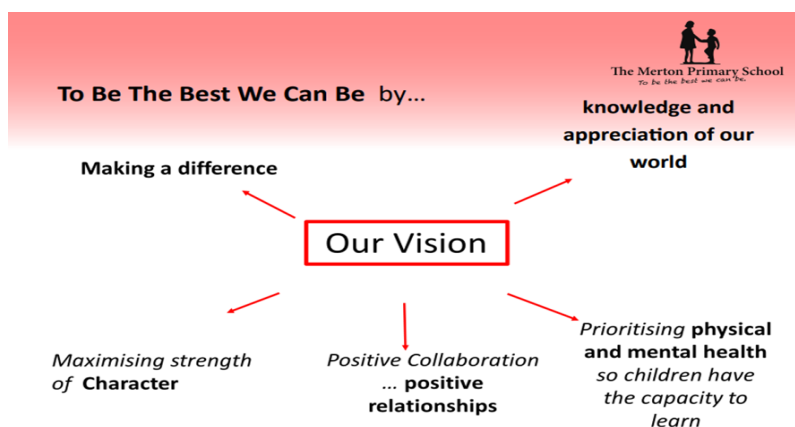 The Merton Primary School
To be the best we can be.
To Be The Best We Can Be by...
knowledge and
appreciation of our
world
Making a difference
Our Vision
Maximising strength
of Character
Positive Collaboration
... positive
relationships
Prioritising physical
and mental health
so children have
the capacity to
learn